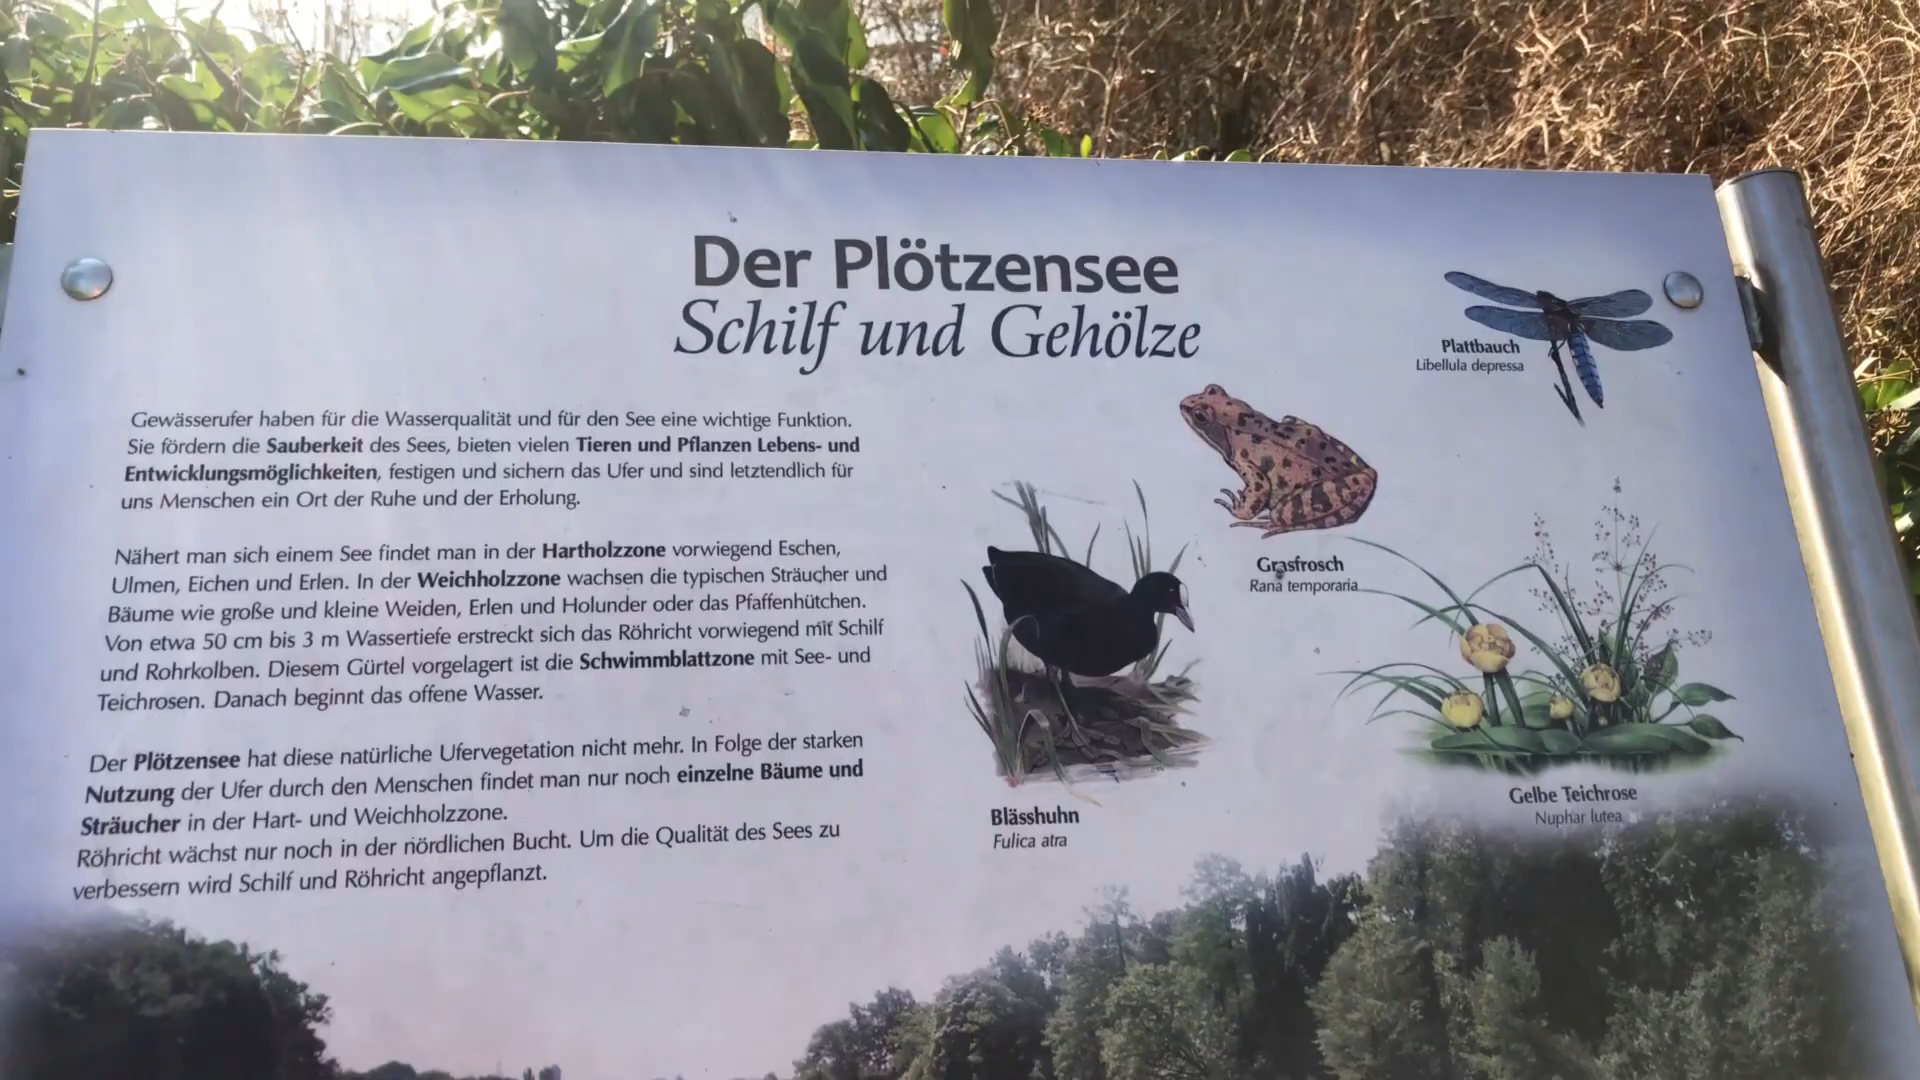 Der Plötzensee
Schilf und Gehölze
Gewässerufer haben für die Wasserqualität und für den See eine wichtige Funktion.
Sie fördern die Sauberkeit des Sees, bieten vielen Tieren und Pflanzen Lebens- und
Entwicklungsmöglichkeiten, festigen und sichern das Ufer und sind letztendlich für
uns Menschen ein Ort der Ruhe und der Erholung.
Nähert man sich einem See findet man in der Hartholzzone vorwiegend Eschen,
Ulmen, Eichen und Erlen. In der Weichholzzone wachsen die typischen Sträucher und
Bäume wie große und kleine Weiden, Erlen und Holunder oder das Pfaffenhütchen.
Von etwa 50 cm bis 3 m Wassertiefe erstreckt sich das Röhricht vorwiegend mit Schilf
und Rohrkolben. Diesem Gürtel vorgelagert ist die Schwimmblattzone mit See- und
Teichrosen. Danach beginnt das offene Wasser.
Der Plötzensee hat diese natürliche Ufervegetation nicht mehr. In Folge der starken
Nutzung der Ufer durch den Menschen findet man nur noch einzelne Bäume und
Sträucher in der Hart- und Weichholzzone.
Röhricht wächst nur noch in der nördlichen Bucht. Um die Qualität des Sees zu
verbessern wird Schilf und Röhricht angepflanzt.
Plattbauch
Libellula depressa
Grasfrosch
Rana temporaria
Blässhuhn
Fulica atra
Gelbe Teichrose
Nuphar lutea